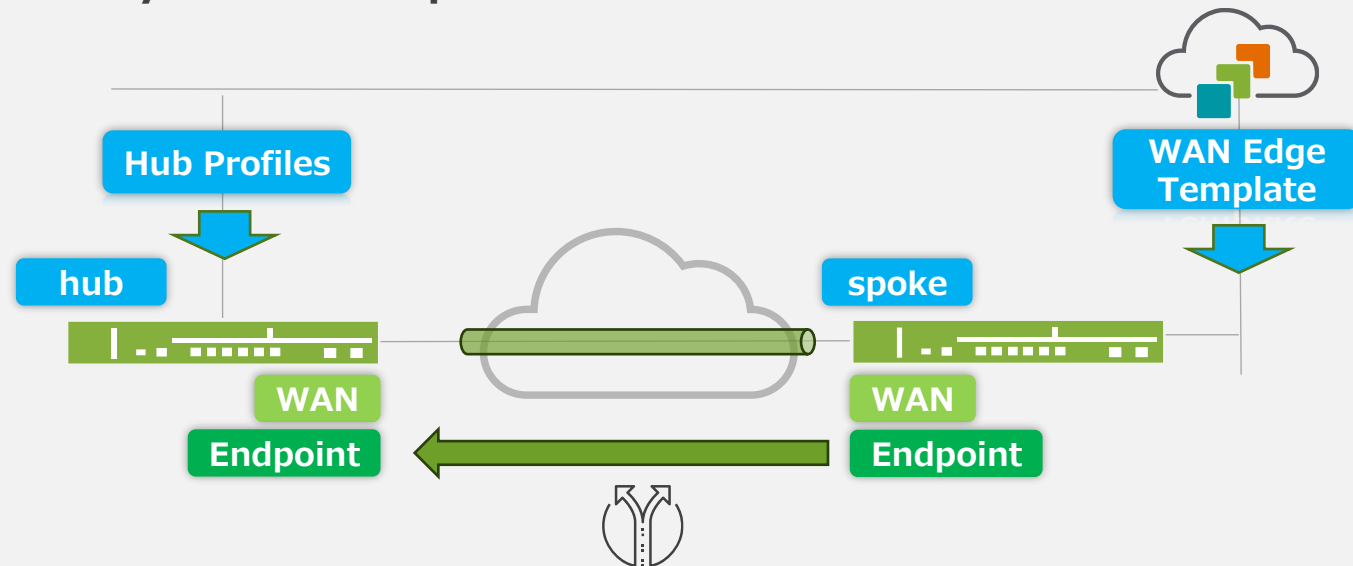 Hub Profiles
WAN Edge
Template
hub
spoke
WAN
WAN
Endpoint
Endpoint